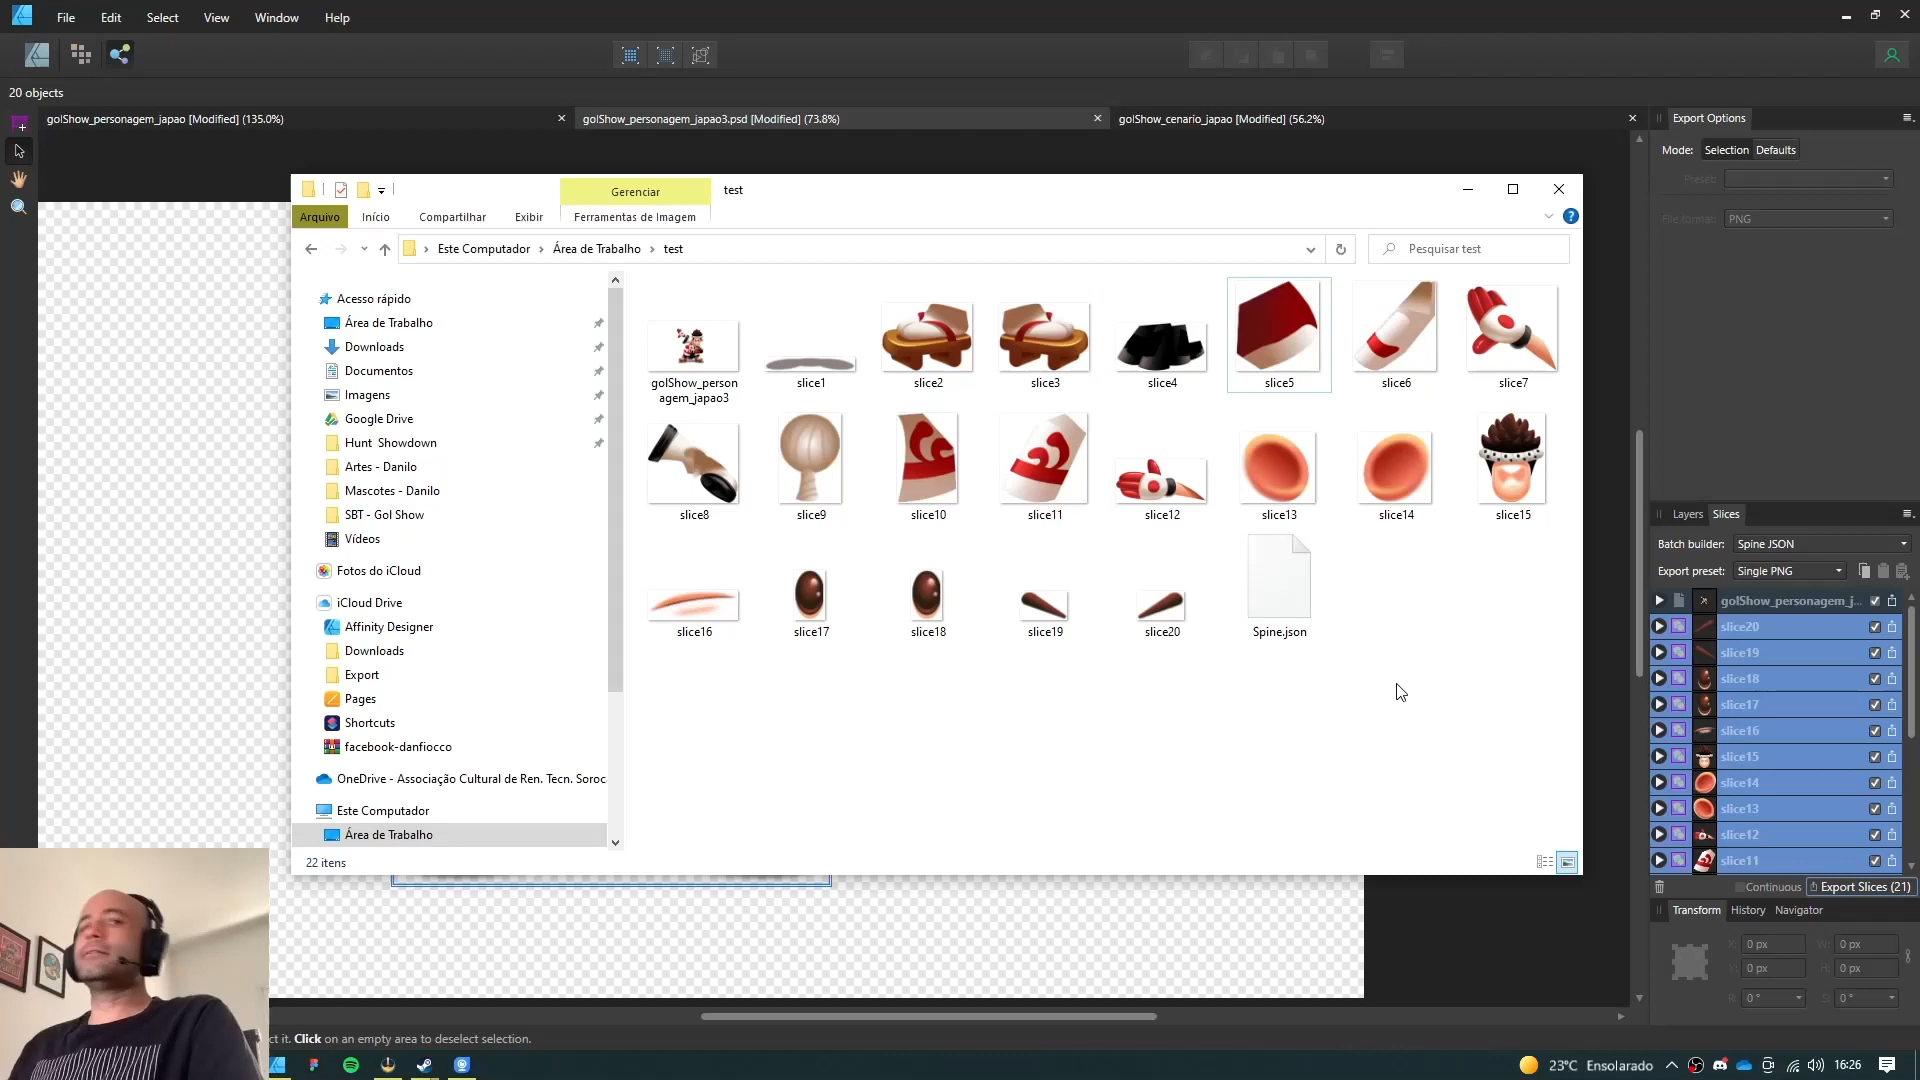 File Edit Select View Window Help
20 objects
golShow_personagem_japao [Modified] (135.0%)
golShow_personagem_japao3.psd [Modified] (73.8%)
golShow_cenario_japao [Modified] (56.2%)
Gerenciar
test
Arquivo Início Compartilhar Exibir Ferramentas de Imagem
Este Computador › Área de Trabalho › test
Pesquisar test
Acesso rápido
Área de Trabalho
Downloads
Documentos
Imagens
Google Drive
Hunt Showdown
Artes - Danilo
Mascotes - Danilo
SBT - Gol Show
Vídeos
Fotos do iCloud
iCloud Drive
Affinity Designer
Downloads
Export
Pages
Shortcuts
facebook-danfiocco
OneDrive - Associação Cultural de Ren. Tecn. Soroc
Este Computador
Área de Trabalho
golShow_person
agem_japao3
slice1
slice2
slice3
slice4
slice5
slice6
slice7
slice8
slice9
slice10
slice11
slice12
slice13
slice14
slice15
slice16
slice17
slice18
slice19
slice20
Spine.json
22 itens
Export Options
Mode: Selection Defaults
Preset:
File format: PNG
Layers Slices
Batch builder: Spine JSON
Export preset: Single PNG
golShow_personagem_j...
slice20
slice19
slice18
slice17
slice16
slice15
slice14
slice13
slice12
slice11
Continuous Export Slices (21)
Transform History Navigator
X: 0 px W: 0 px
Y: 0 px H: 0 px
R: 0 ° S: 0 °
ct it. Click on an empty area to deselect selection.
23°C Ensolarado 16:26